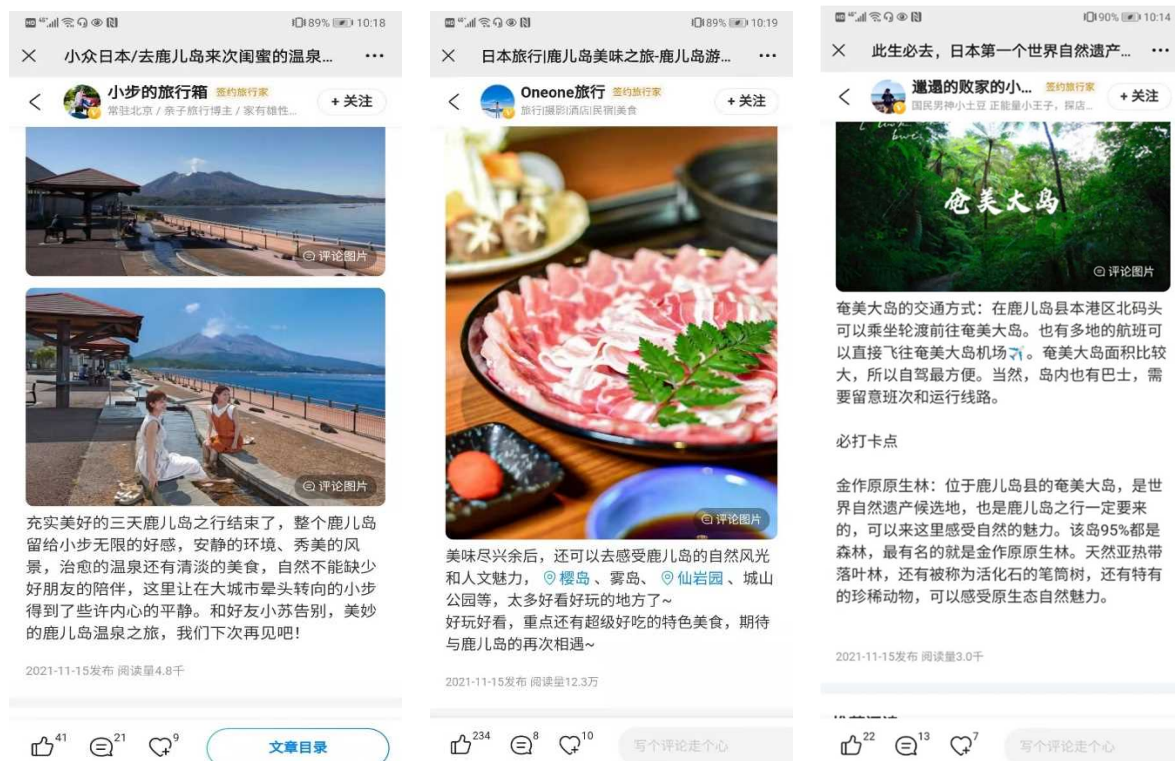 89% 10:18
小众日本/去鹿儿岛来次闺蜜的温泉...
小步的旅行箱 签约旅行家
常驻北京 / 亲子旅行博主 / 家有雄性...
+ 关注
评论图片
评论图片
充实美好的三天鹿儿岛之行结束了，整个鹿儿岛
留给小步无限的好感，安静的环境、秀美的风
景，治愈的温泉还有清淡的美食，自然不能缺少
好朋友的陪伴，这里让在大城市晕头转向的小步
得到了些许内心的平静。和好友小苏告别，美妙
的鹿儿岛温泉之旅，我们下次再见吧！
2021-11-15发布 阅读量4.8千
41 21 9 文章目录
89% 10:19
日本旅行|鹿儿岛美味之旅-鹿儿岛游...
Oneone旅行 签约旅行家
旅行|摄影|酒店|民宿|美食
+ 关注
评论图片
美味尽兴余后，还可以去感受鹿儿岛的自然风光
和人文魅力，樱岛、雾岛、仙岩园、城山
公园等，太多好看好玩的地方了~
好玩好看，重点还有超级好吃的特色美食，期待
与鹿儿岛的再次相遇~
2021-11-15发布 阅读量12.3万
234 8 10 写个评论走个心
90% 10:14
此生必去，日本第一个世界自然遗产...
邋遢的败家的小... 签约旅行家
国民男神小土豆 正能量小王子，探店...
+ 关注
奄美大岛
评论图片
奄美大岛的交通方式：在鹿儿岛县本港区北码头
可以乘坐轮渡前往奄美大岛。也有多地的航班可
以直接飞往奄美大岛机场✈️。奄美大岛面积比较
大，所以自驾最方便。当然，岛内也有巴士，需
要留意班次和运行线路。
必打卡点
金作原原生林：位于鹿儿岛县的奄美大岛，是世
界自然遗产候选地，也是鹿儿岛之行一定要来
的，可以来这里感受自然的魅力。该岛95%都是
森林，最有名的就是金作原原生林。天然亚热带
落叶林，还有被称为活化石的笔筒树，还有特有
的珍稀动物，可以感受原生态自然魅力。
2021-11-15发布 阅读量3.0千
22 13 7 写个评论走个心